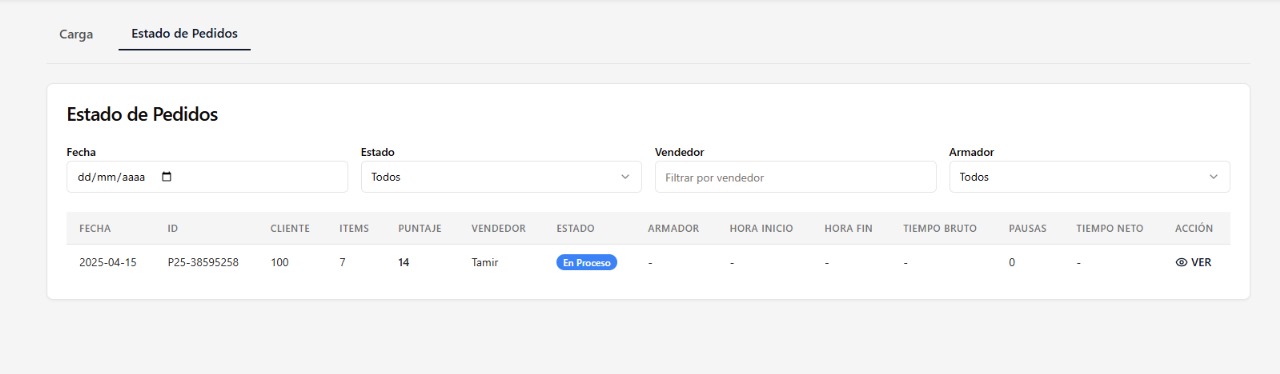 Carga Estado de Pedidos
Estado de Pedidos
Fecha Estado Vendedor Armador
dd/mm/aaaa Todos Filtrar por vendedor Todos
FECHA ID CLIENTE ITEMS PUNTAJE VENDEDOR ESTADO ARMADOR HORA INICIO HORA FIN TIEMPO BRUTO PAUSAS TIEMPO NETO ACCIÓN
2025-04-15 P25-38595258 100 7 14 Tamir En Proceso - - - - 0 - VER